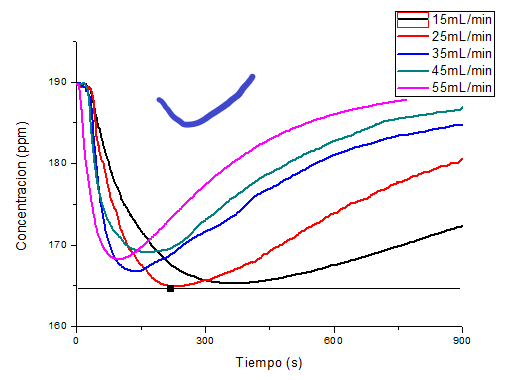 15mL/min
25mL/min
35mL/min
45mL/min
55mL/min
190
180
170
160
0
300
600
900
Concentracion (ppm)
Tiempo (s)